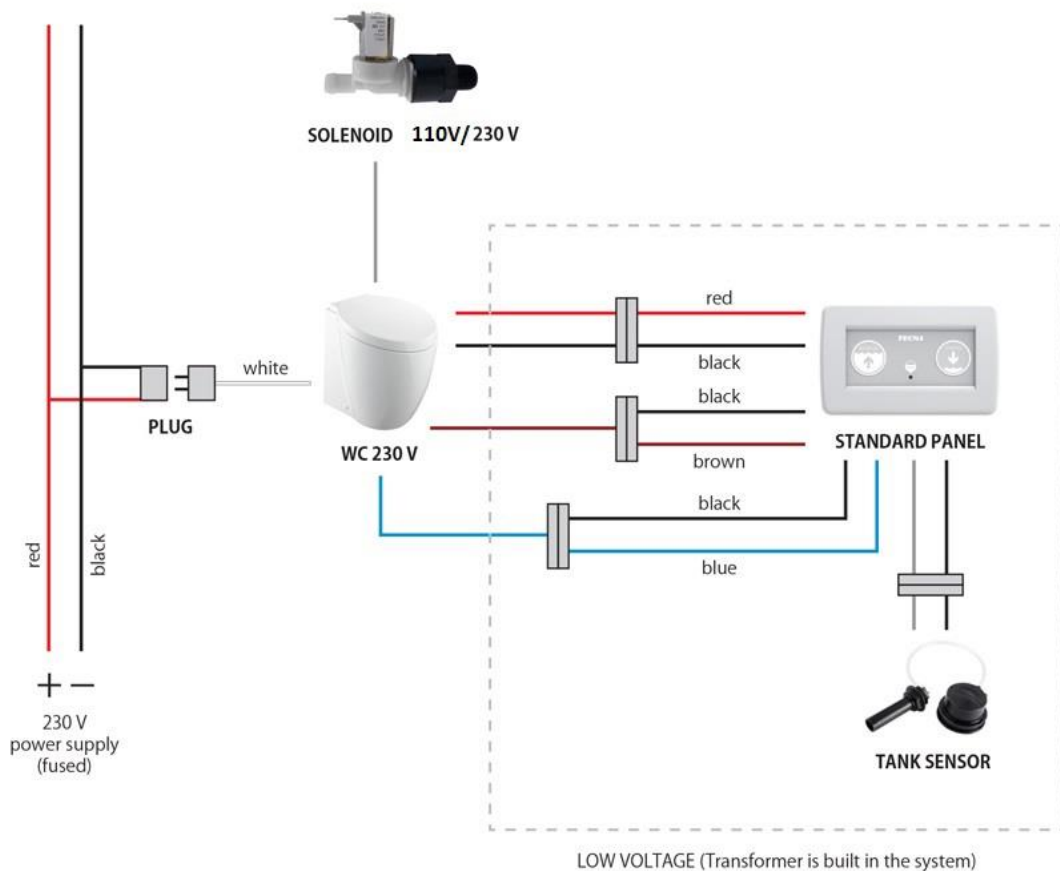 SOLENOID 110V/ 230 V
red
black
white
PLUG
WC 230 V
black
brown
TECMA
STANDARD PANEL
black
blue
red
black
+ −
230 V
power supply
(fused)
TANK SENSOR
LOW VOLTAGE (Transformer is built in the system)